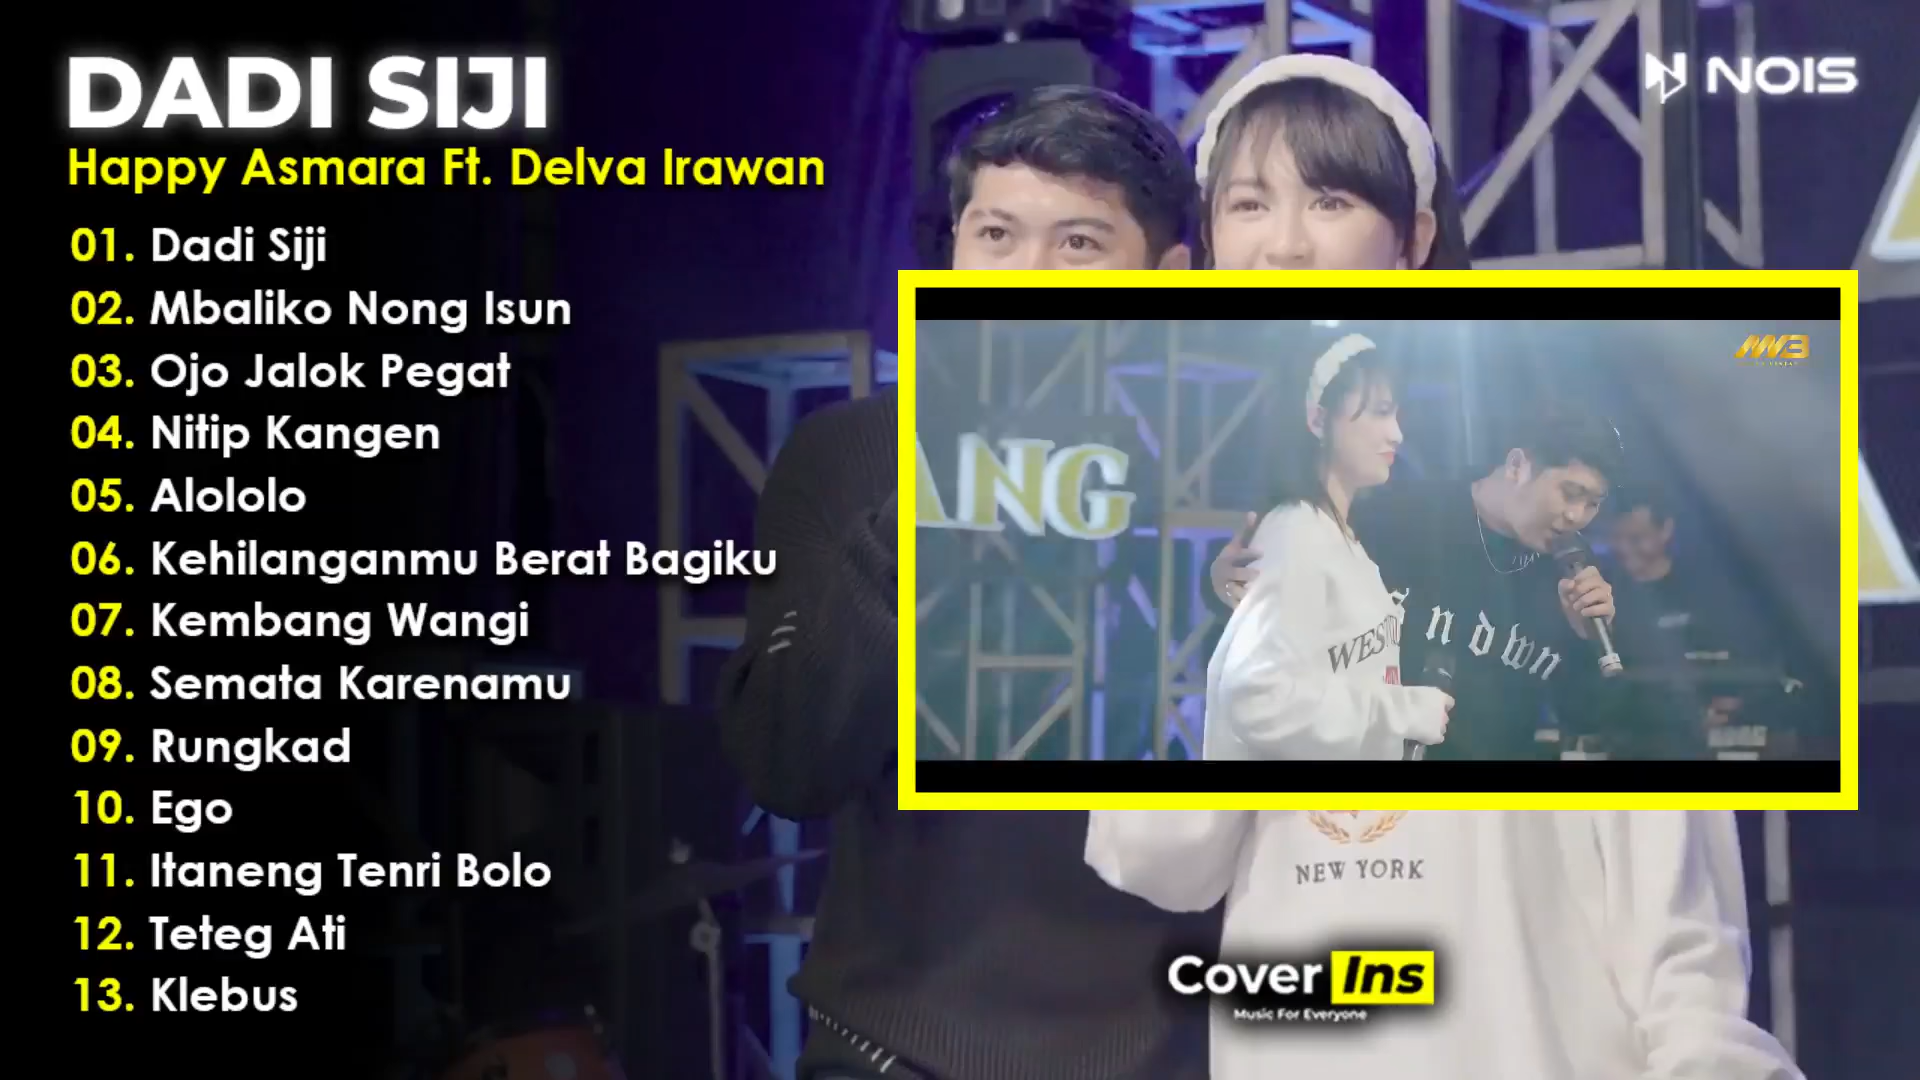 DADI SIJI
Happy Asmara Ft. Delva Irawan
01. Dadi Siji
02. Mbaliko Nong Isun
03. Ojo Jalok Pegat
04. Nitip Kangen
05. Alololo
06. Kehilanganmu Berat Bagiku
07. Kembang Wangi
08. Semata Karenamu
09. Rungkad
10. Ego
11. Itaneng Tenri Bolo
12. Teteg Ati
13. Klebus
NOIS
ANG
NEW YORK
Cover Ins
Music For Everyone